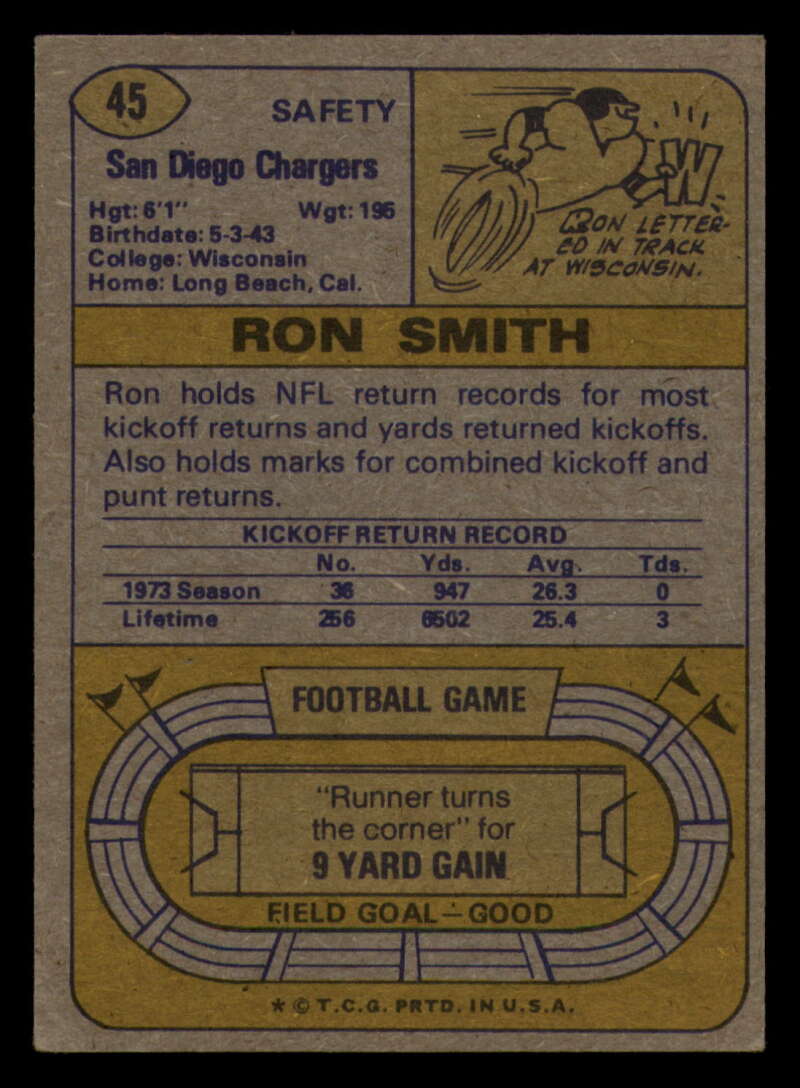 45
SAFETY
San Diego Chargers
Hgt: 6'1" Wgt: 195
Birthdate: 5-3-43
College: Wisconsin
Home: Long Beach, Cal.
W
RON LETTER-
ED IN TRACK
AT WISCONSIN.
RON SMITH
Ron holds NFL return records for most
kickoff returns and yards returned kickoffs.
Also holds marks for combined kickoff and
punt returns.
KICKOFF RETURN RECORD
No. Yds. Avg. Tds.
1973 Season 36 947 26.3 0
Lifetime 256 6502 25.4 3
FOOTBALL GAME
"Runner turns
the corner" for
9 YARD GAIN
FIELD GOAL—GOOD
* © T.C.G. PRTD. IN U.S.A.